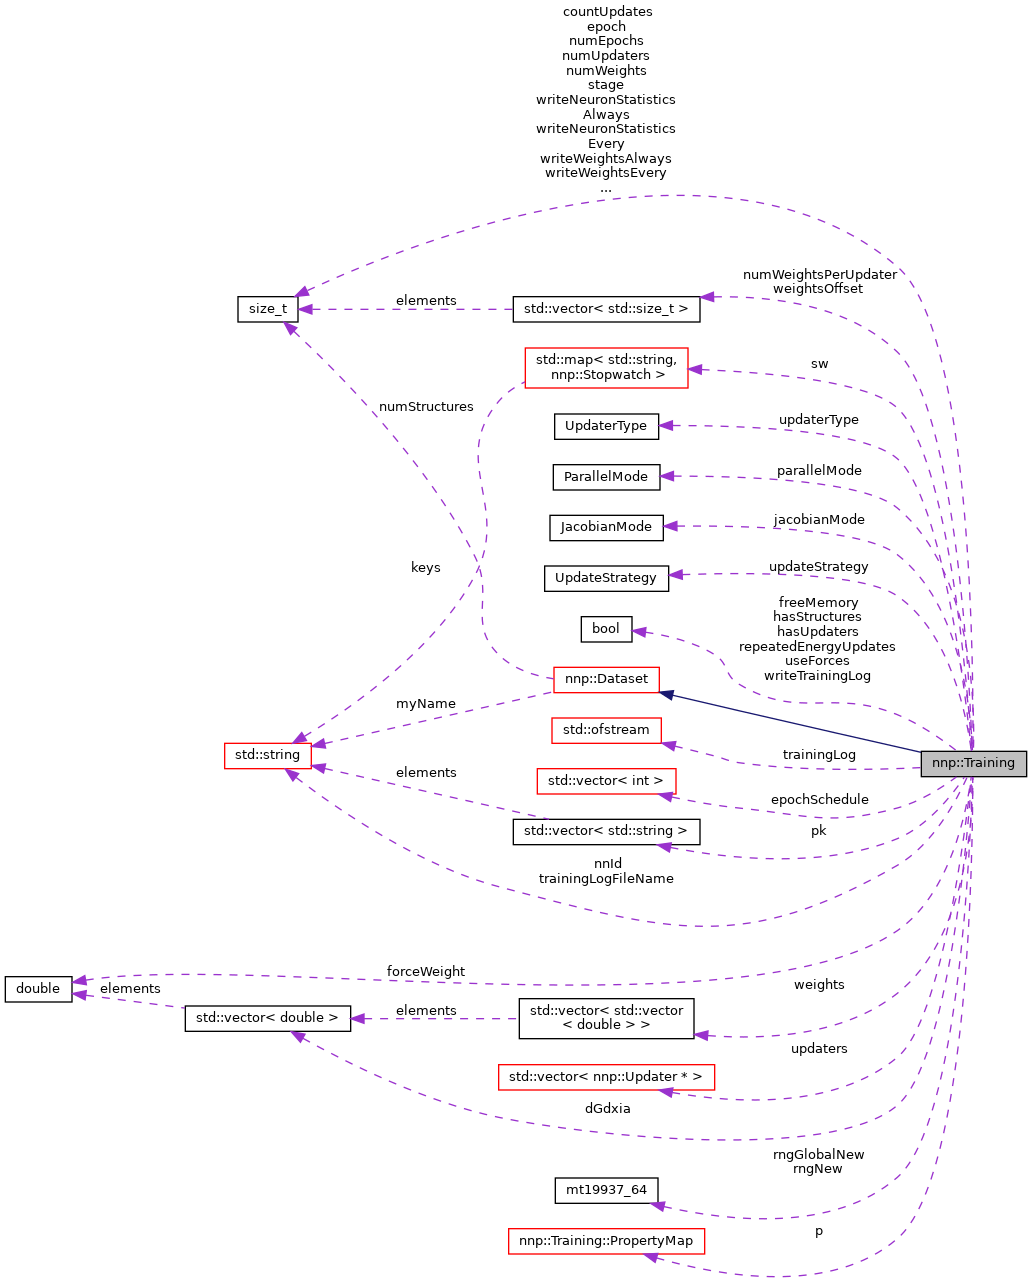 countUpdates
epoch
numEpochs
numUpdaters
numWeights
stage
writeNeuronStatistics
Always
writeNeuronStatistics
Every
writeWeightsAlways
writeWeightsEvery
...
numWeightsPerUpdater
weightsOffset
size_t
elements
std::vector< std::size_t >
std::map< std::string,
nnp::Stopwatch >
sw
numStructures
UpdaterType
updaterType
ParallelMode
parallelMode
JacobianMode
jacobianMode
keys
UpdateStrategy
updateStrategy
bool
freeMemory
hasStructures
hasUpdaters
repeatedEnergyUpdates
useForces
writeTrainingLog
nnp::Dataset
myName
std::ofstream
trainingLog
std::string
nnp::Training
elements
std::vector< int >
epochSchedule
std::vector< std::string >
pk
nnId
trainingLogFileName
forceWeight
double
elements
std::vector< double >
elements
std::vector< std::vector
< double > >
weights
updaters
std::vector< nnp::Updater * >
dGdxia
rngGlobalNew
rngNew
mt19937_64
p
nnp::Training::PropertyMap